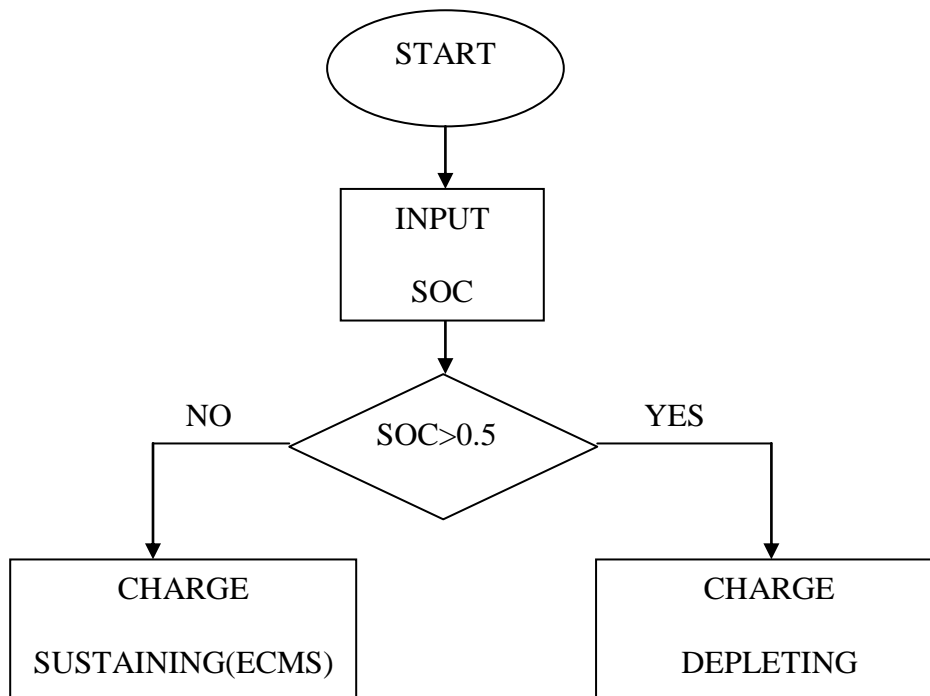 START
INPUT
SOC
SOC>0.5
NO
YES
CHARGE
SUSTAINING(ECMS)
CHARGE
DEPLETING